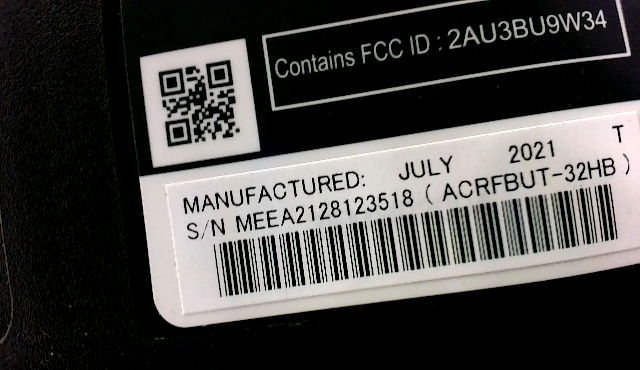 Contains FCC ID : 2AU3BU9W34
MANUFACTURED: JULY 2021 T
S/N MEEA2128123518 ( ACRFBUT-32HB )